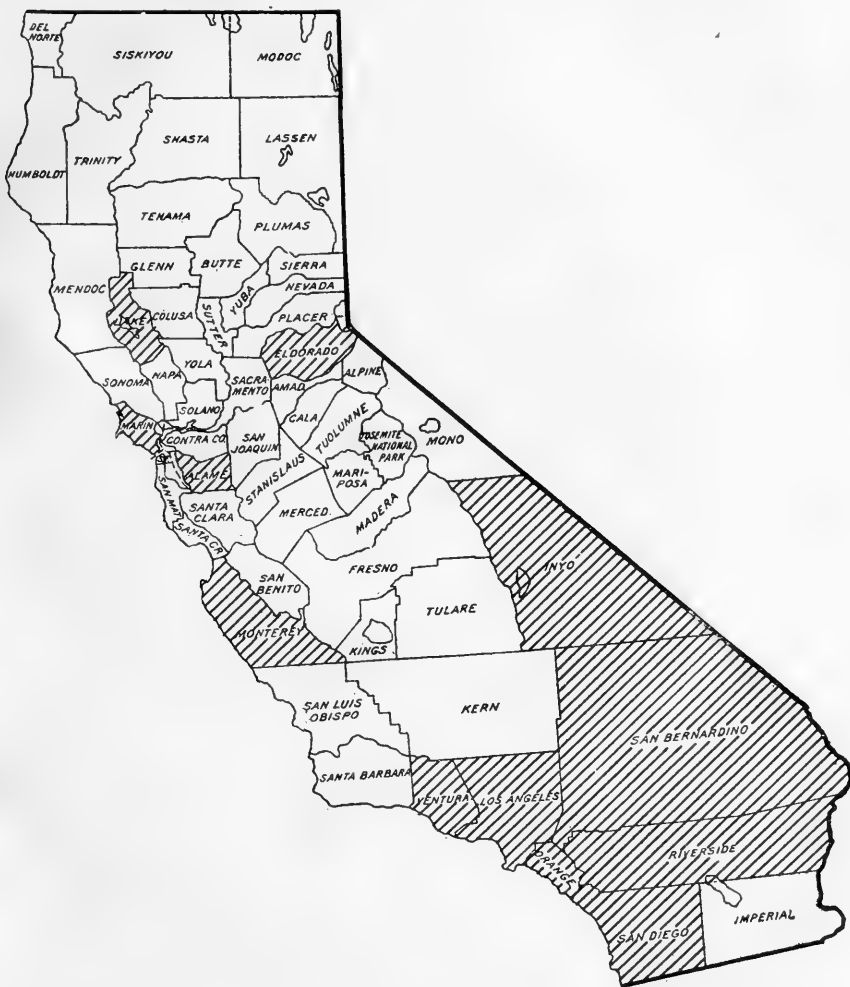 DEL
NORTE
SISKIYOU
MODOC
HUMBOLDT
TRINITY
SHASTA
LASSEN
TEHAMA
PLUMAS
MENDOC
GLENN
BUTTE
SIERRA
NEVADA
YUBA
LAKE
COLUSA
SUTTER
PLACER
ELDORADO
SONOMA
NAPA
YOLA
SACRA-
MENTO
AMAD.
ALPINE
SOLANO
CALA
TUOLUMNE
MONO
MARIN
CONTRA CO.
SAN
JOAQUIN
YOSEMITE
NATIONAL
PARK
ALAME
STANISLAUS
MARI-
POSA
SAN MAT.
SANTA
CLARA
MERCED.
MADERA
SANTA CR.
SAN
BENITO
FRESNO
INYO
MONTEREY
KINGS
TULARE
SAN LUIS
OBISPO
KERN
SAN BERNARDINO
SANTA BARBARA
VENTURA
LOS ANGELES
ORANGE
RIVERSIDE
SAN DIEGO
IMPERIAL